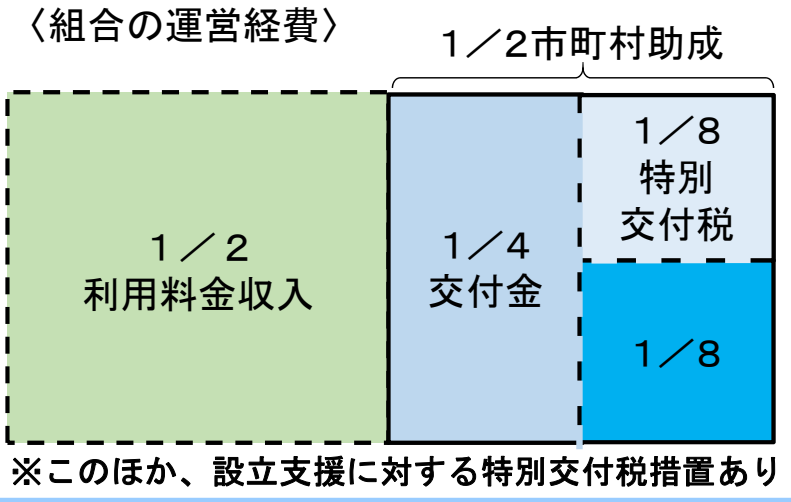 〈組合の運営経費〉
１／２市町村助成
１／２
利用料金収入
１／４
交付金
１／８
特別
交付税
１／８
※このほか、設立支援に対する特別交付税措置あり